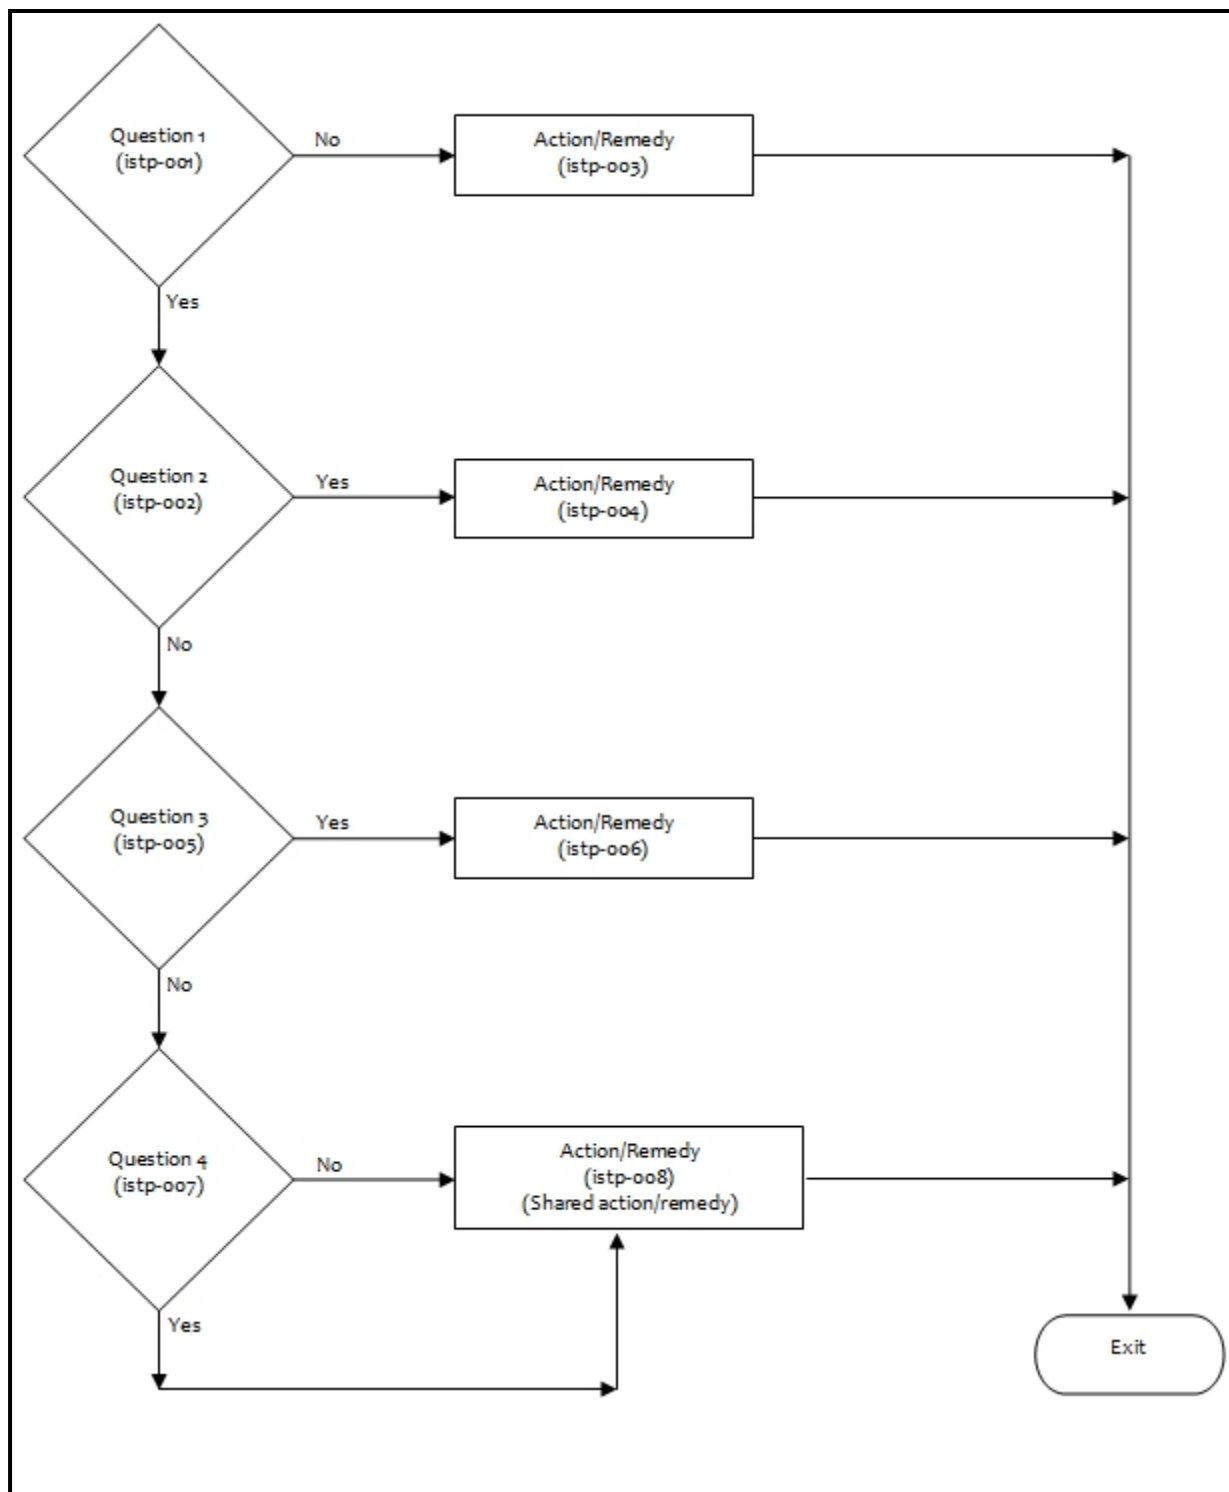 Question 1
(istp-001)
No
Action/Remedy
(istp-003)
Yes
Question 2
(istp-002)
Yes
Action/Remedy
(istp-004)
No
Question 3
(istp-005)
Yes
Action/Remedy
(istp-006)
No
Question 4
(istp-007)
No
Action/Remedy
(istp-008)
(Shared action/remedy)
Yes
Exit